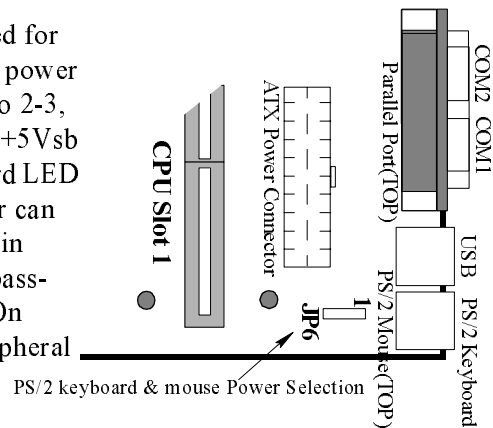 ed for
power
o 2-3,
+5Vsb
rd LED
r can
in
pass-
On
pheral
CPU Slot 1
ATX Power Connector
Parallel Port(TOP)
COM2
COM1
USB
PS/2 Keyboard
PS/2 Mouse(TOP)
1
JP6
PS/2 keyboard & mouse Power Selection